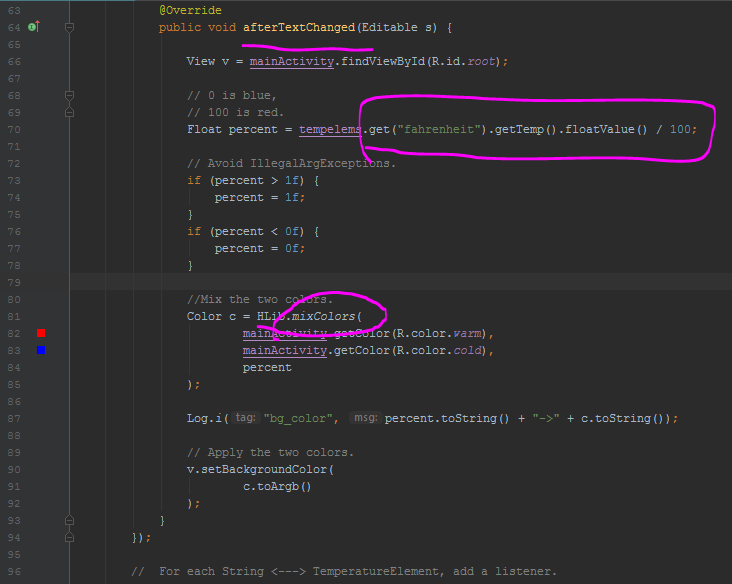 63 @Override
64 public void afterTextChanged(Editable s) {
65
66 View v = mainActivity.findViewById(R.id.root);
67
68 // 0 is blue,
69 // 100 is red.
70 Float percent = tempelems.get("fahrenheit").getTemp().floatValue() / 100;
71
72 // Avoid IllegalArgExceptions.
73 if (percent > 1f) {
74 percent = 1f;
75 }
76 if (percent < 0f) {
77 percent = 0f;
78 }
79
80 //Mix the two colors.
81 Color c = HLib.mixColors(
82 mainActivity.getColor(R.color.warm),
83 mainActivity.getColor(R.color.cold),
84 percent
85 );
86
87 Log.i( tag: "bg_color", msg: percent.toString() + "->" + c.toString());
88
89 // Apply the two colors.
90 v.setBackgroundColor(
91 c.toArgb()
92 );
93 }
94 });
95
96 // For each String <---> TemperatureElement, add a listener.